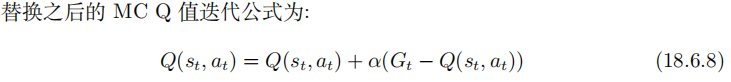 替换之后的 MC Q 值迭代公式为:
Q(s_t, a_t) = Q(s_t, a_t) + α(G_t − Q(s_t, a_t)) (18.6.8)